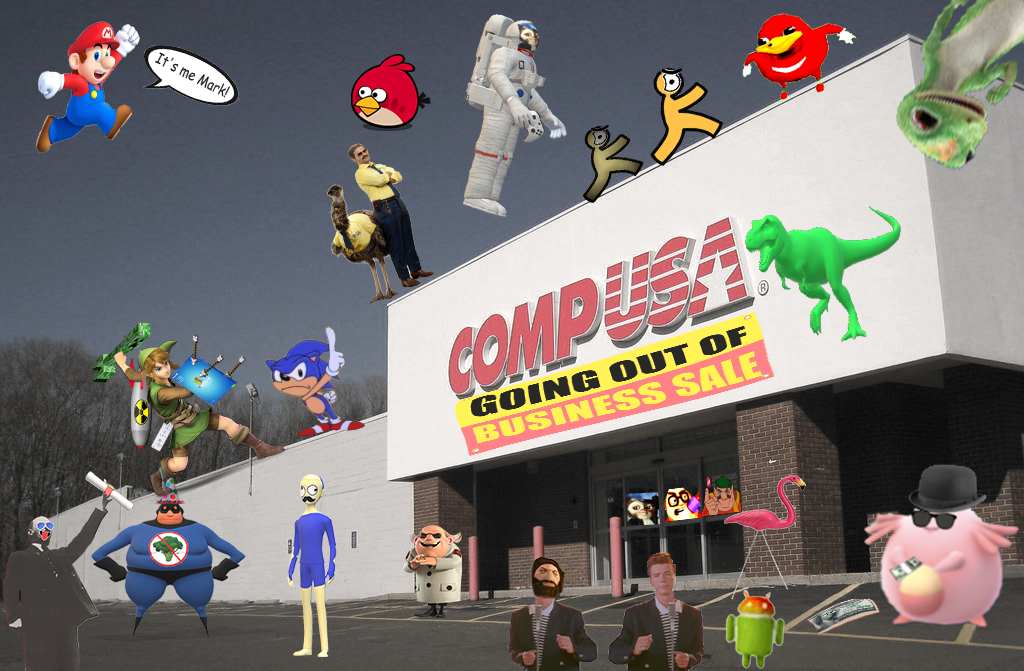 It's me Mark!
COMPUSA
®
GOING OUT OF
BUSINESS SALE